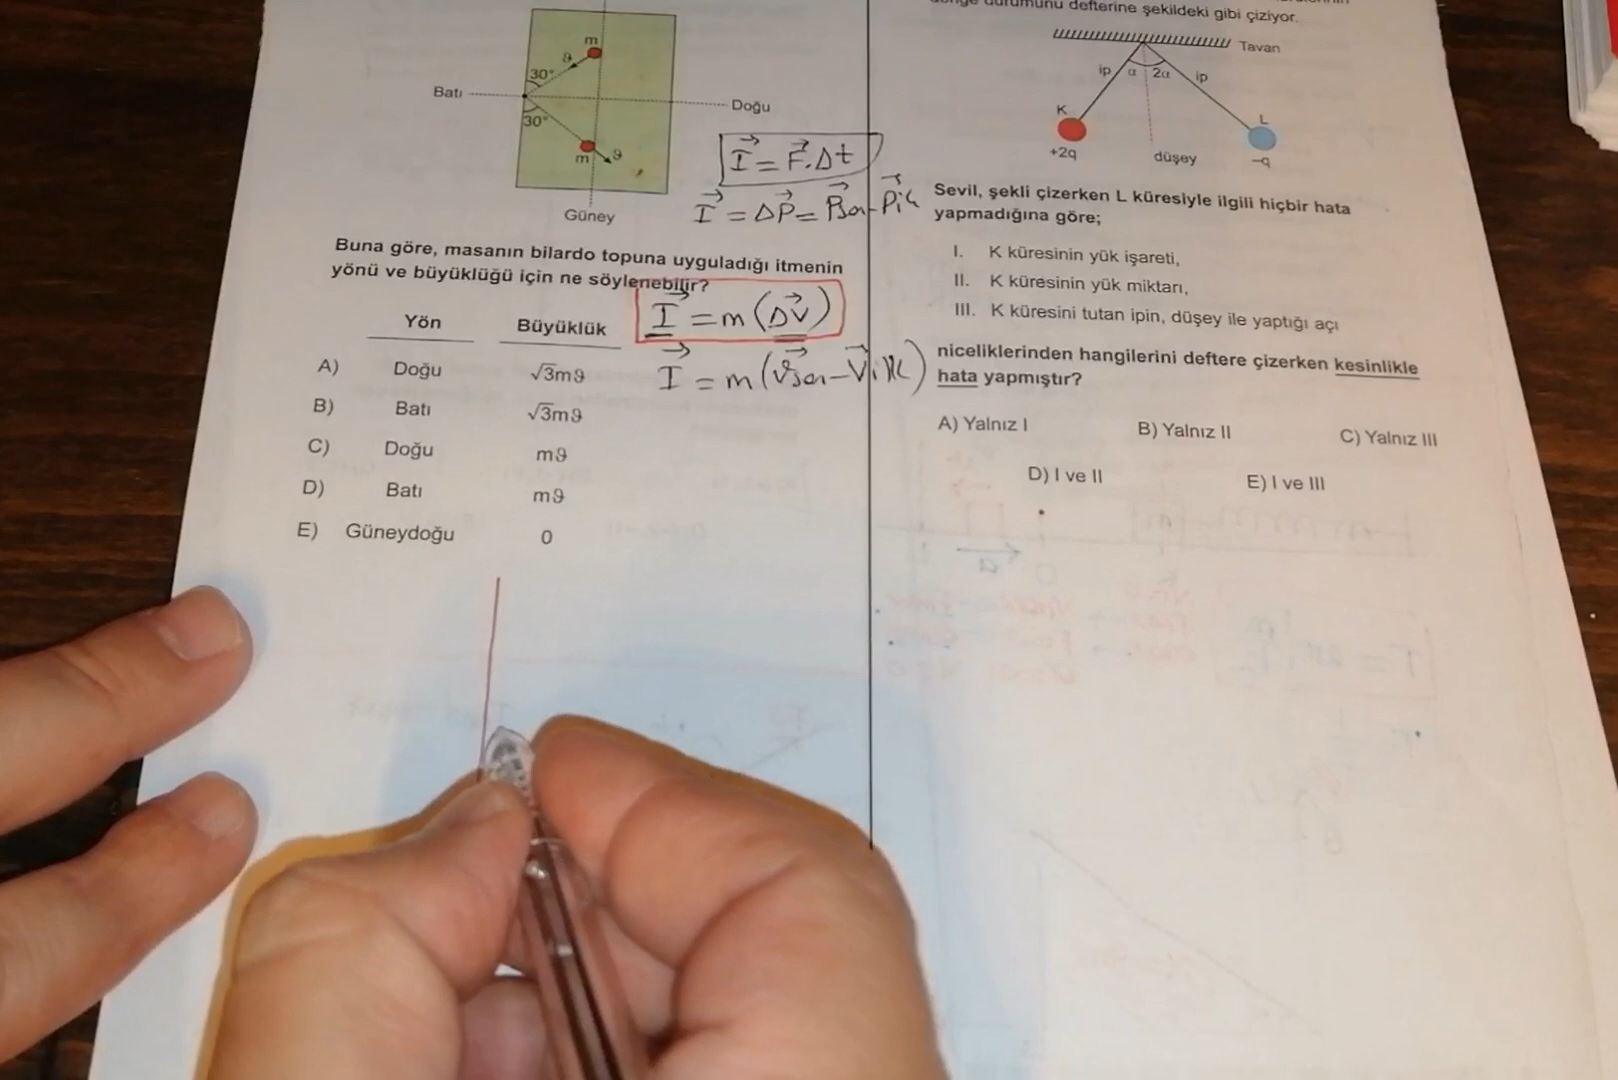 m
ϑ
30°
Batı
Doğu
30°
m
ϑ
Güney
I = F.Δt
I = ΔP = Pson - Pilk
Buna göre, masanın bilardo topuna uyguladığı itmenin
yönü ve büyüklüğü için ne söylenebilir?
I = m(ΔV)
I = m(Vson - Vilk)
Yön Büyüklük
A) Doğu √3mϑ
B) Batı √3mϑ
C) Doğu mϑ
D) Batı mϑ
E) Güneydoğu 0
durumunu defterine şekildeki gibi çiziyor.
Tavan
ip α 2α ip
K
L
+2q
düşey
-q
Sevil, şekli çizerken L küresiyle ilgili hiçbir hata
yapmadığına göre;
I. K küresinin yük işareti,
II. K küresinin yük miktarı,
III. K küresini tutan ipin, düşey ile yaptığı açı
niceliklerinden hangilerini deftere çizerken kesinlikle
hata yapmıştır?
A) Yalnız I B) Yalnız II C) Yalnız III
D) I ve II E) I ve III